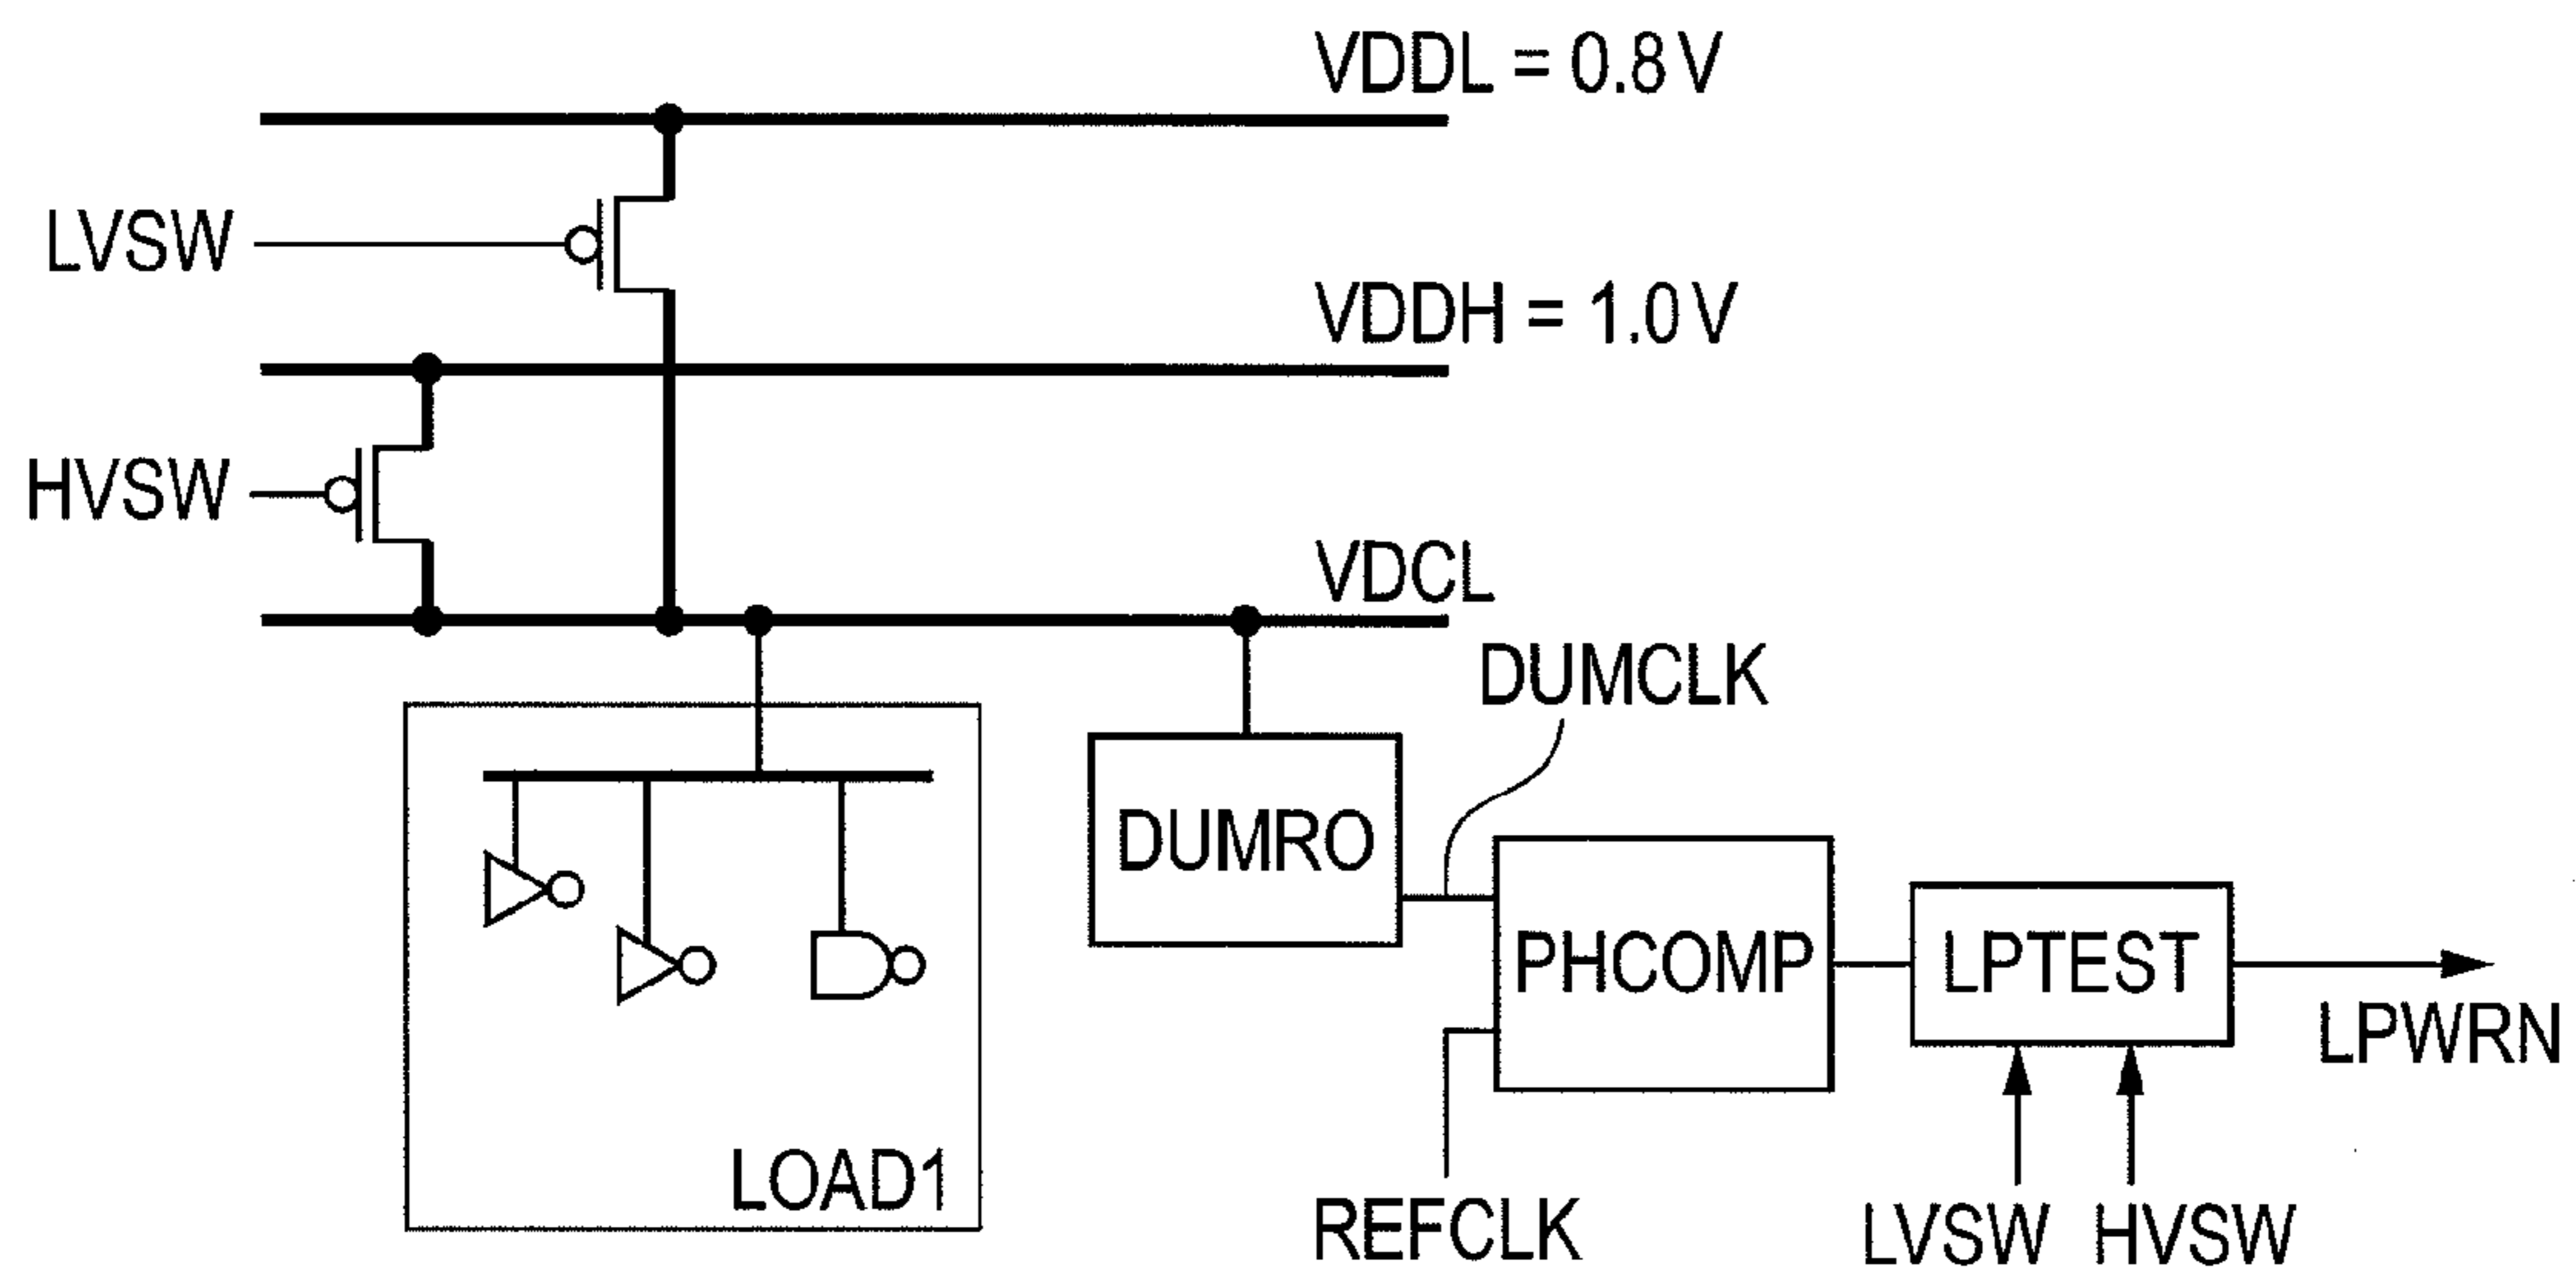 VDDL = 0.8 V
LVSW
VDDH = 1.0 V
HVSW
VDCL
DUMCLK
DUMRO
PHCOMP
LPTEST
LPWRN
LOAD1
REFCLK
LVSW HVSW